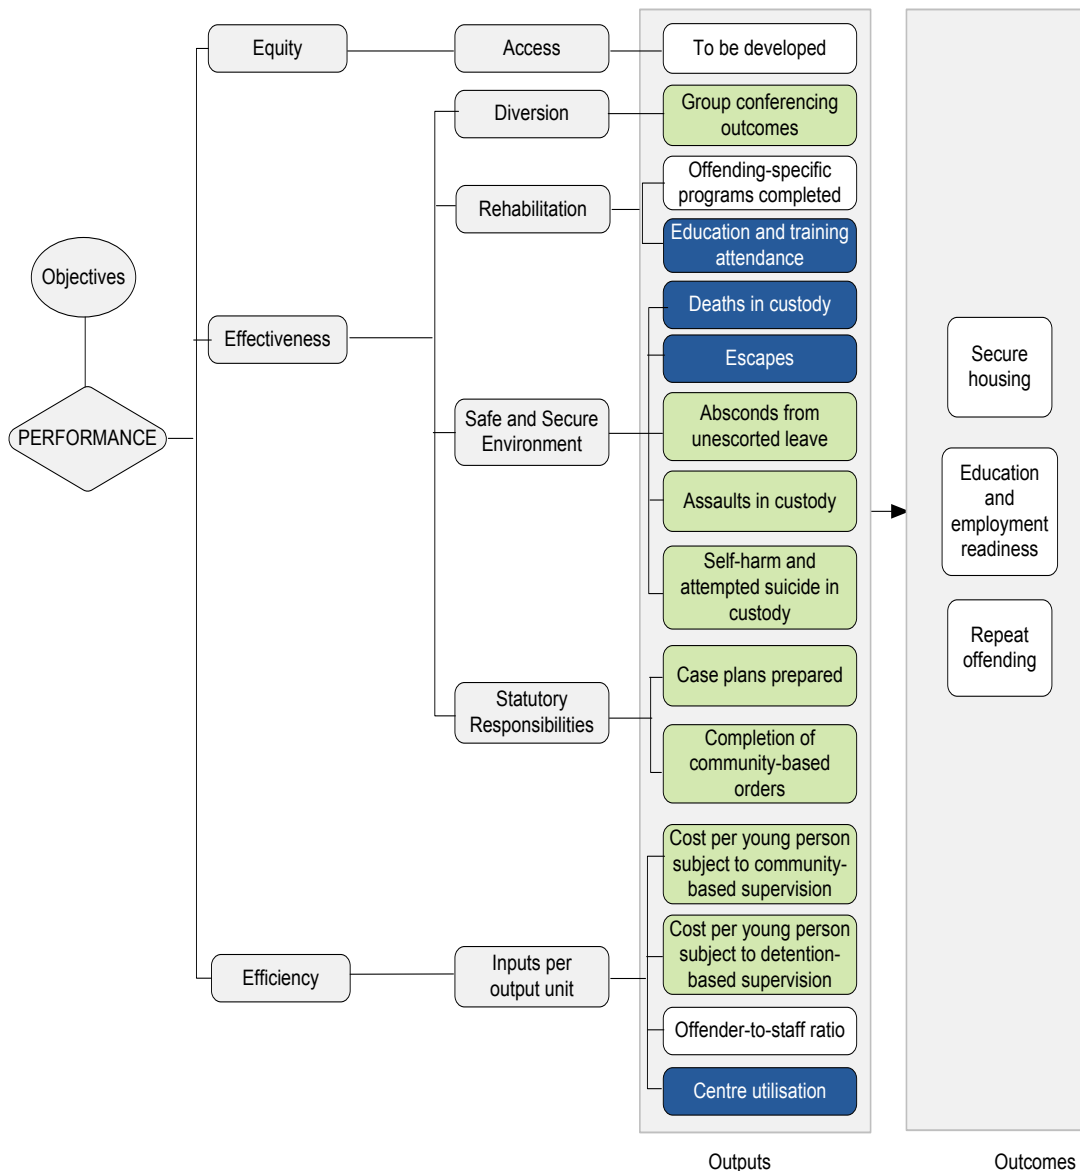 Equity
Access
To be developed
Diversion
Group conferencing
outcomes
Rehabilitation
Offending-specific
programs completed
Education and training
attendance
Objectives
PERFORMANCE
Effectiveness
Safe and Secure
Environment
Deaths in custody
Escapes
Absconds from
unescorted leave
Assaults in custody
Self-harm and
attempted suicide in
custody
Statutory
Responsibilities
Case plans prepared
Completion of
community-based
orders
Efficiency
Inputs per
output unit
Cost per young person
subject to community-
based supervision
Cost per young person
subject to detention-
based supervision
Offender-to-staff ratio
Centre utilisation
Secure
housing
Education
and
employment
readiness
Repeat
offending
Outputs
Outcomes